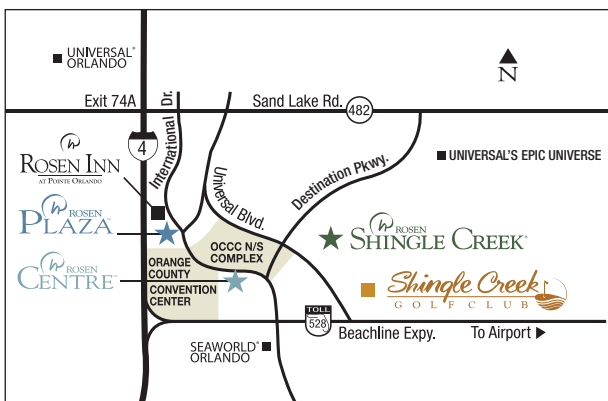 UNIVERSAL®
ORLANDO
N
Exit 74A
International Dr.
Sand Lake Rd.
482
4
ROSEN INN
AT POINTE ORLANDO
Universal Blvd.
Destination Pkwy.
UNIVERSAL'S EPIC UNIVERSE
ROSEN
PLAZA™
OCCC N/S
COMPLEX
ROSEN
SHINGLE CREEK®
ROSEN
CENTRE™
ORANGE
COUNTY
CONVENTION
CENTER
Shingle Creek
GOLF CLUB
TOLL
528
Beachline Expy.
To Airport
SEAWORLD®
ORLANDO